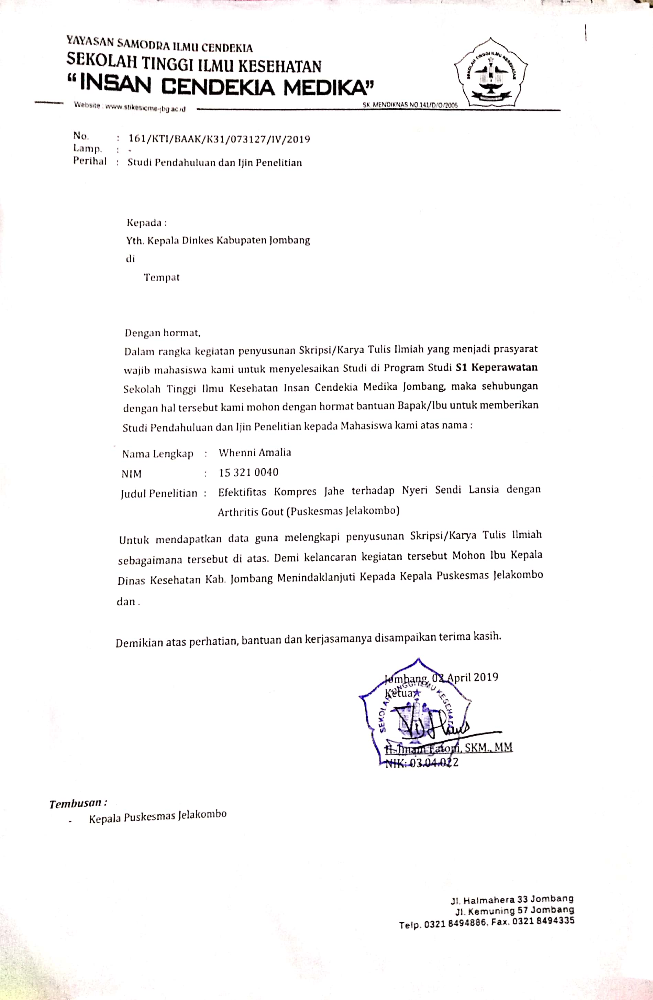 YAYASAN SAMODRA ILMU CENDEKIA
SEKOLAH TINGGI ILMU KESEHATAN
“INSAN CENDEKIA MEDIKA”
SEKOLAH TINGGI ILMU KESEHATAN
Website : www.stikesicme-jbg.ac.id
SK. MENDIKNAS NO 141/D/O/2005
No. : 161/KTI/BAAK/K31/073127/IV/2019
Lamp. : -
Perihal : Studi Pendahuluan dan Ijin Penelitian
Kepada :
Yth. Kepala Dinkes Kabupaten Jombang
di
Tempat
Dengan hormat,
Dalam rangka kegiatan penyusunan Skripsi/Karya Tulis Ilmiah yang menjadi prasyarat
wajib mahasiswa kami untuk menyelesaikan Studi di Program Studi S1 Keperawatan
Sekolah Tinggi Ilmu Kesehatan Insan Cendekia Medika Jombang, maka sehubungan
dengan hal tersebut kami mohon dengan hormat bantuan Bapak/Ibu untuk memberikan
Studi Pendahuluan dan Ijin Penelitian kepada Mahasiswa kami atas nama :
Nama Lengkap : Whenni Amalia
NIM : 15 321 0040
Judul Penelitian : Efektifitas Kompres Jahe terhadap Nyeri Sendi Lansia dengan
Arthritis Gout (Puskesmas Jelakombo)
Untuk mendapatkan data guna melengkapi penyusunan Skripsi/Karya Tulis Ilmiah
sebagaimana tersebut di atas. Demi kelancaran kegiatan tersebut Mohon Ibu Kepala
Dinas Kesehatan Kab. Jombang Menindaklanjuti Kepada Kepala Puskesmas Jelakombo
dan .
Demikian atas perhatian, bantuan dan kerjasamanya disampaikan terima kasih.
Jombang, 02 April 2019
Ketua,
SEKOLAH TINGGI ILMU KESEHATAN
H. Imam Fatoni, SKM., MM
NIK: 03.04.022
Tembusan :
- Kepala Puskesmas Jelakombo
Jl. Halmahera 33 Jombang
Jl. Kemuning 57 Jombang
Telp. 0321 8494886, Fax. 0321 8494335